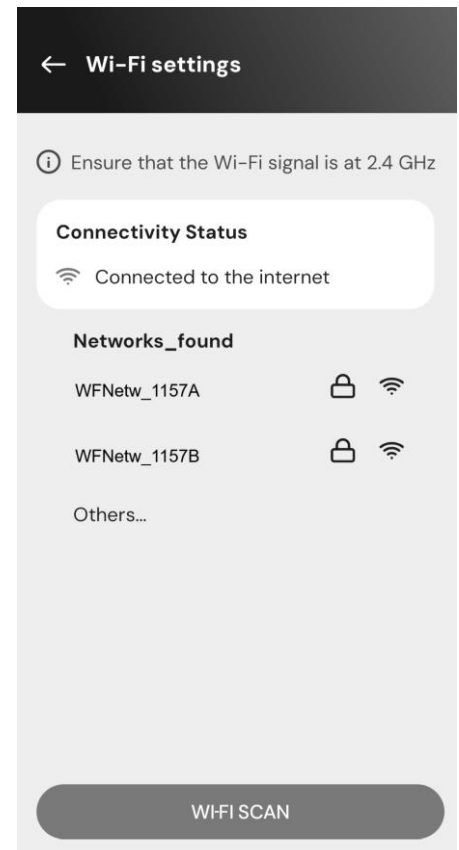 Wi-Fi settings
Ensure that the Wi-Fi signal is at 2.4 GHz
Connectivity Status
Connected to the internet
Networks_found
WFNetw_1157A
WFNetw_1157B
Others...
WI-FI SCAN